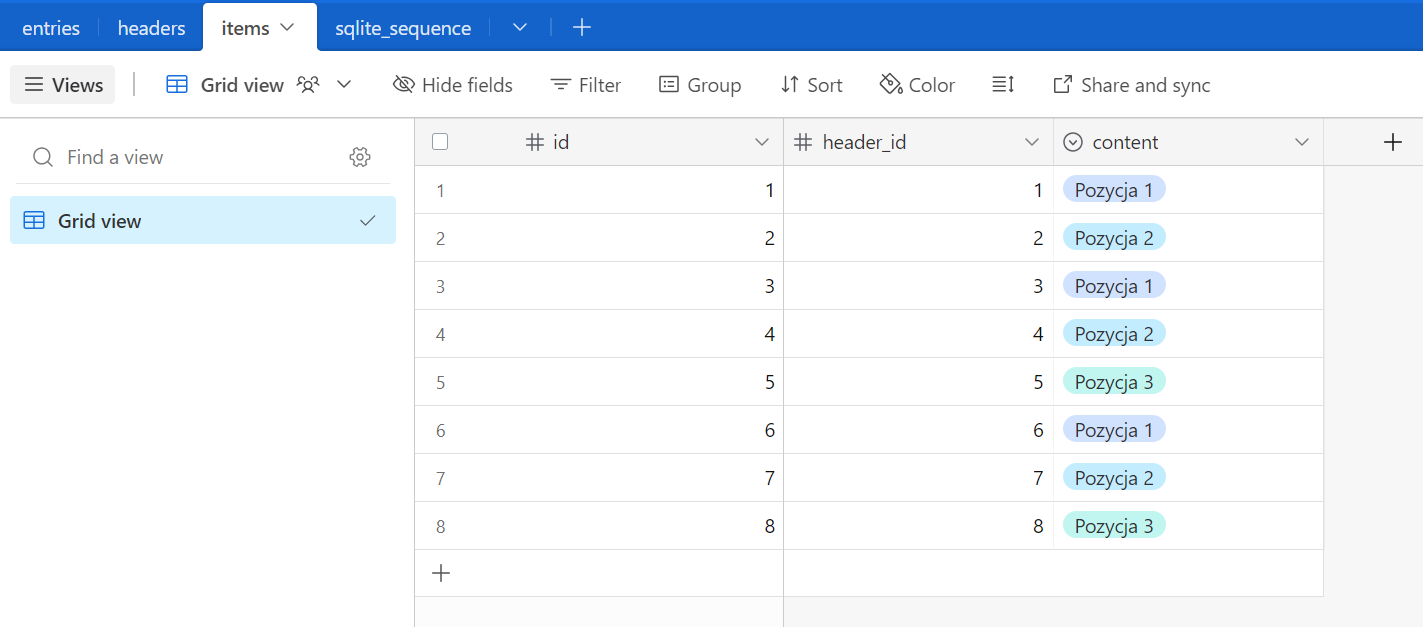 entries headers items sqlite_sequence
Views Grid view Hide fields Filter Group Sort Color Share and sync
Find a view
Grid view
id header_id content
1 1 1 Pozycja 1
2 2 2 Pozycja 2
3 3 3 Pozycja 1
4 4 4 Pozycja 2
5 5 5 Pozycja 3
6 6 6 Pozycja 1
7 7 7 Pozycja 2
8 8 8 Pozycja 3